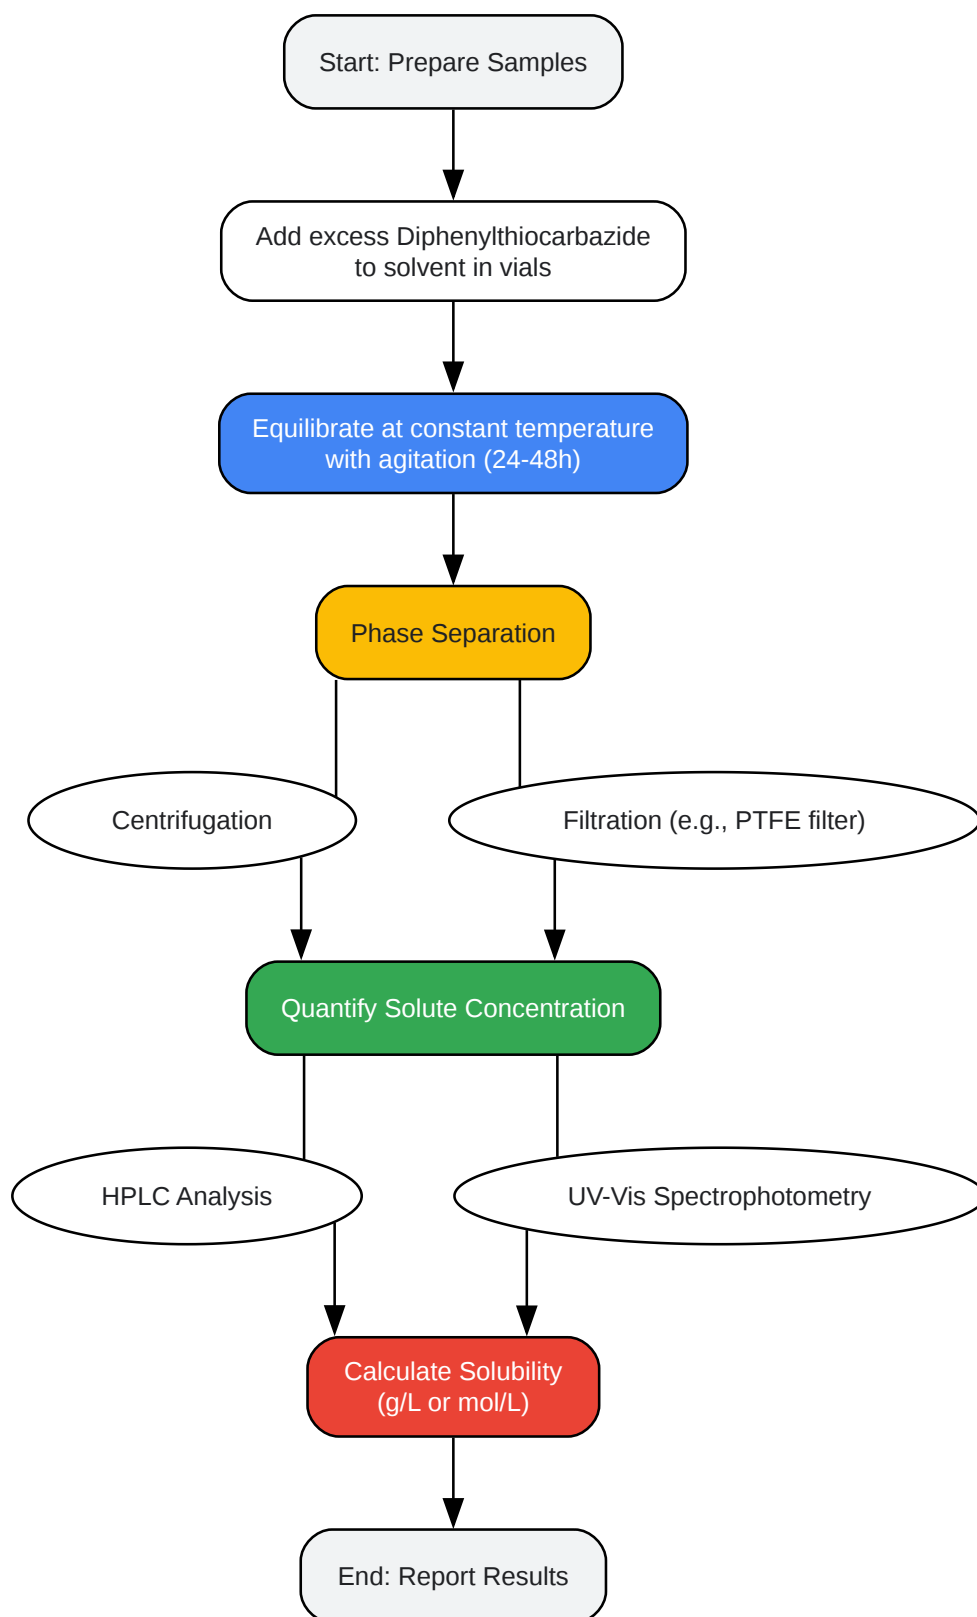 Start: Prepare Samples
Add excess Diphenylthiocarbazide
to solvent in vials
Equilibrate at constant temperature
with agitation (24-48h)
Phase Separation
Centrifugation
Filtration (e.g., PTFE filter)
Quantify Solute Concentration
HPLC Analysis
UV-Vis Spectrophotometry
Calculate Solubility
(g/L or mol/L)
End: Report Results